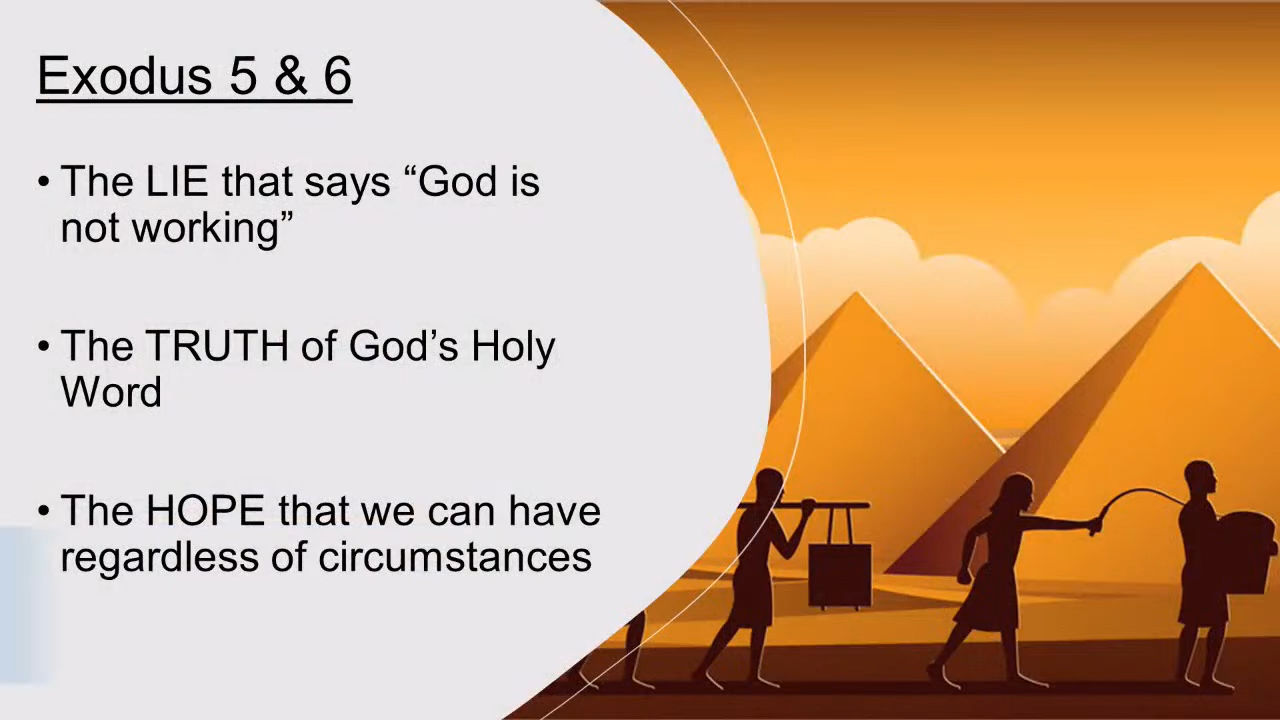 Exodus 5 & 6
• The LIE that says “God is
not working”
• The TRUTH of God’s Holy
Word
• The HOPE that we can have
regardless of circumstances